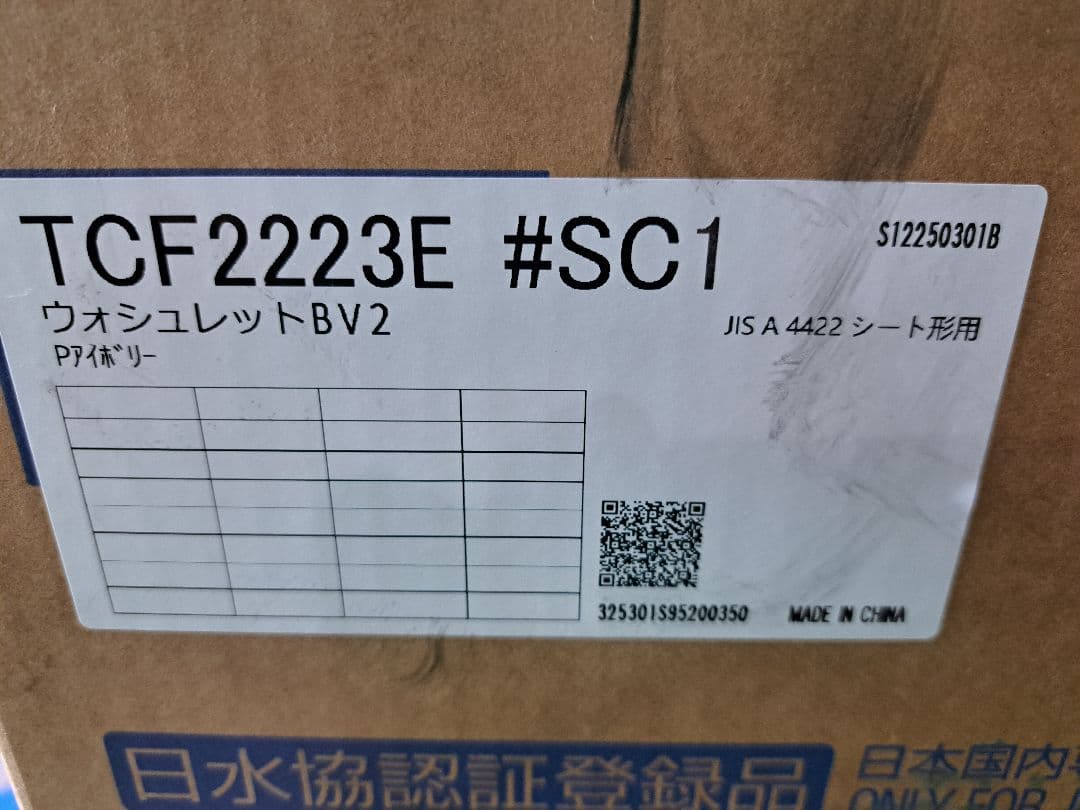 TCF2223E #SC1
S12250301B
ウォシュレットBV2
JIS A 4422 シート形用
Pｱｲﾎﾞﾘｰ
325301S95200350
MADE IN CHINA
日水協認証登録品
日本国内
ONLY FOR